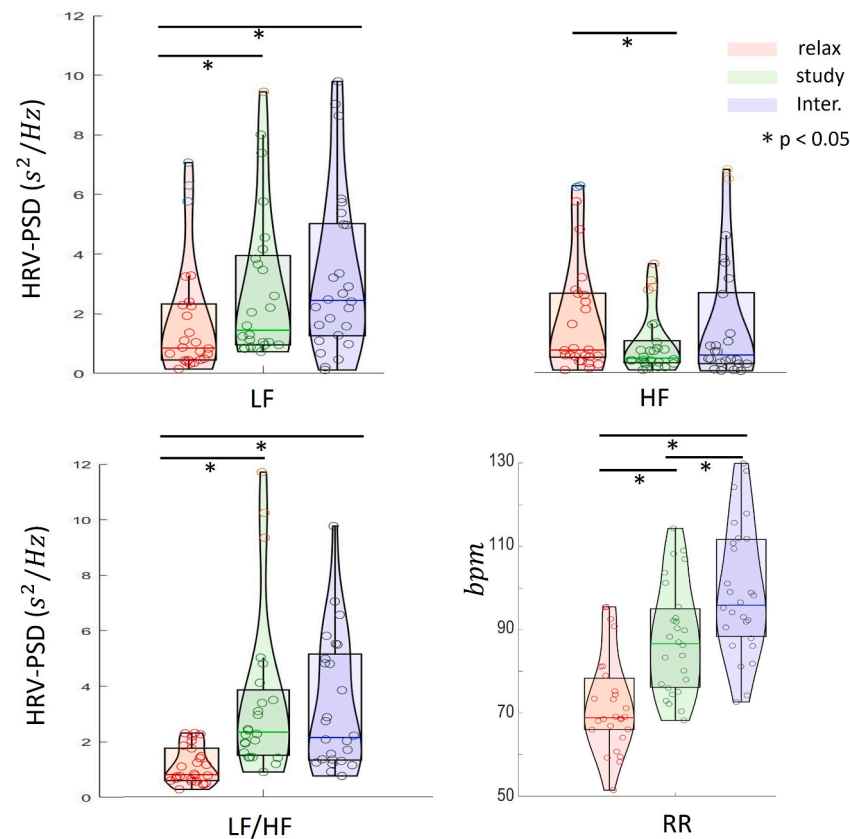 12
10
8
6
4
2
0
HRV-PSD (s²/Hz)
*
*
LF
*
HF
relax
study
Inter.
* p < 0.05
12
10
8
6
4
2
0
HRV-PSD (s²/Hz)
*
*
LF/HF
130
110
90
70
50
bpm
*
*
*
RR